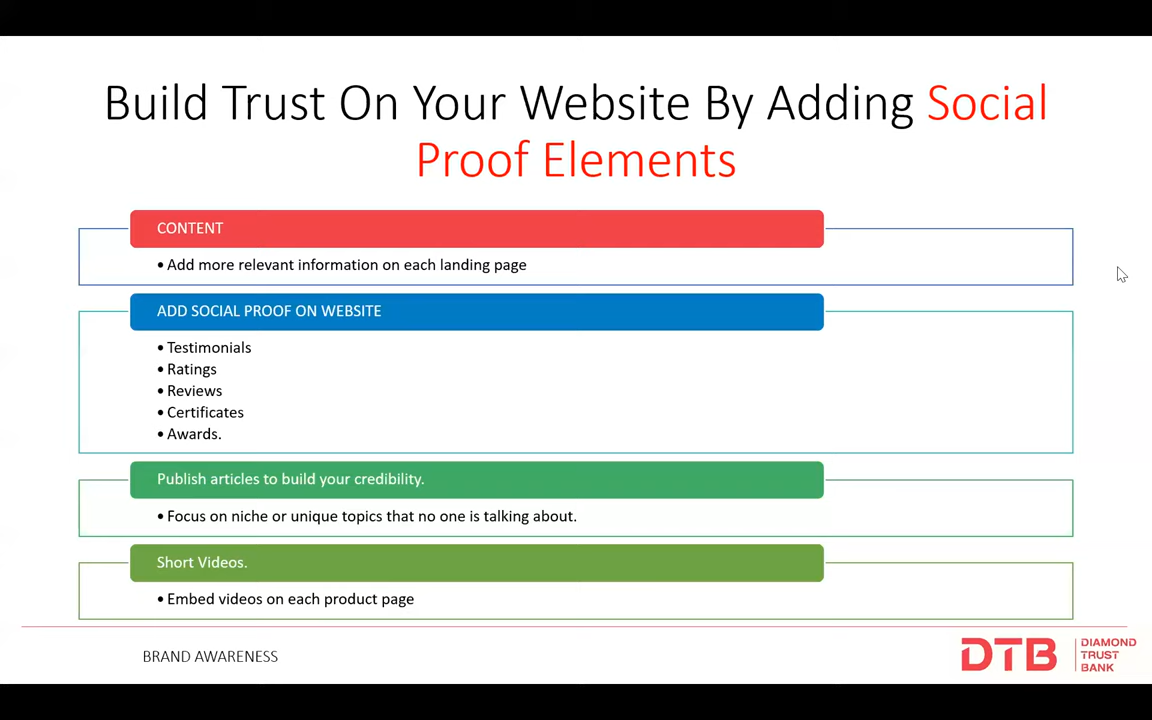 Build Trust On Your Website By Adding Social
Proof Elements
CONTENT
• Add more relevant information on each landing page
ADD SOCIAL PROOF ON WEBSITE
• Testimonials
• Ratings
• Reviews
• Certificates
• Awards.
Publish articles to build your credibility.
• Focus on niche or unique topics that no one is talking about.
Short Videos.
• Embed videos on each product page
BRAND AWARENESS
DTB
DIAMOND
TRUST
BANK